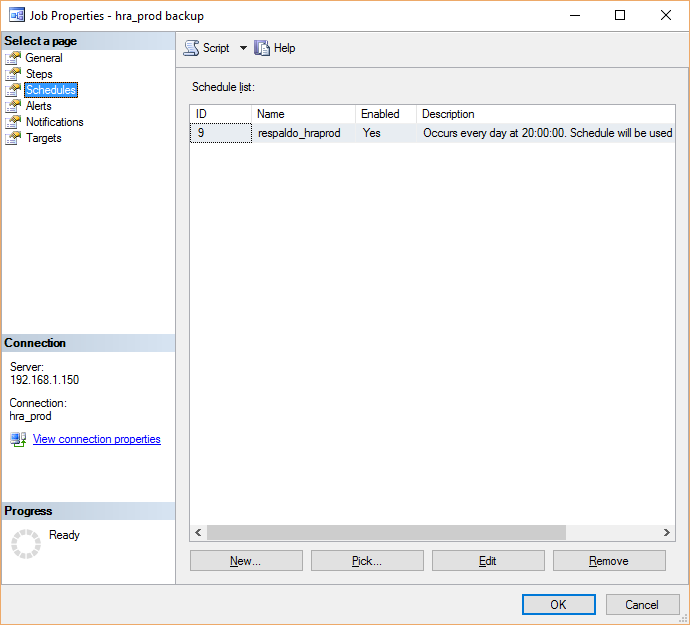 Job Properties - hra_prod backup
Select a page
General
Steps
Schedules
Alerts
Notifications
Targets
Script
Help
Schedule list:
ID Name Enabled Description
9 respaldo_hraprod Yes Occurs every day at 20:00:00. Schedule will be used
Connection
Server:
192.168.1.150
Connection:
hra_prod
View connection properties
Progress
Ready
New... Pick... Edit Remove
OK Cancel